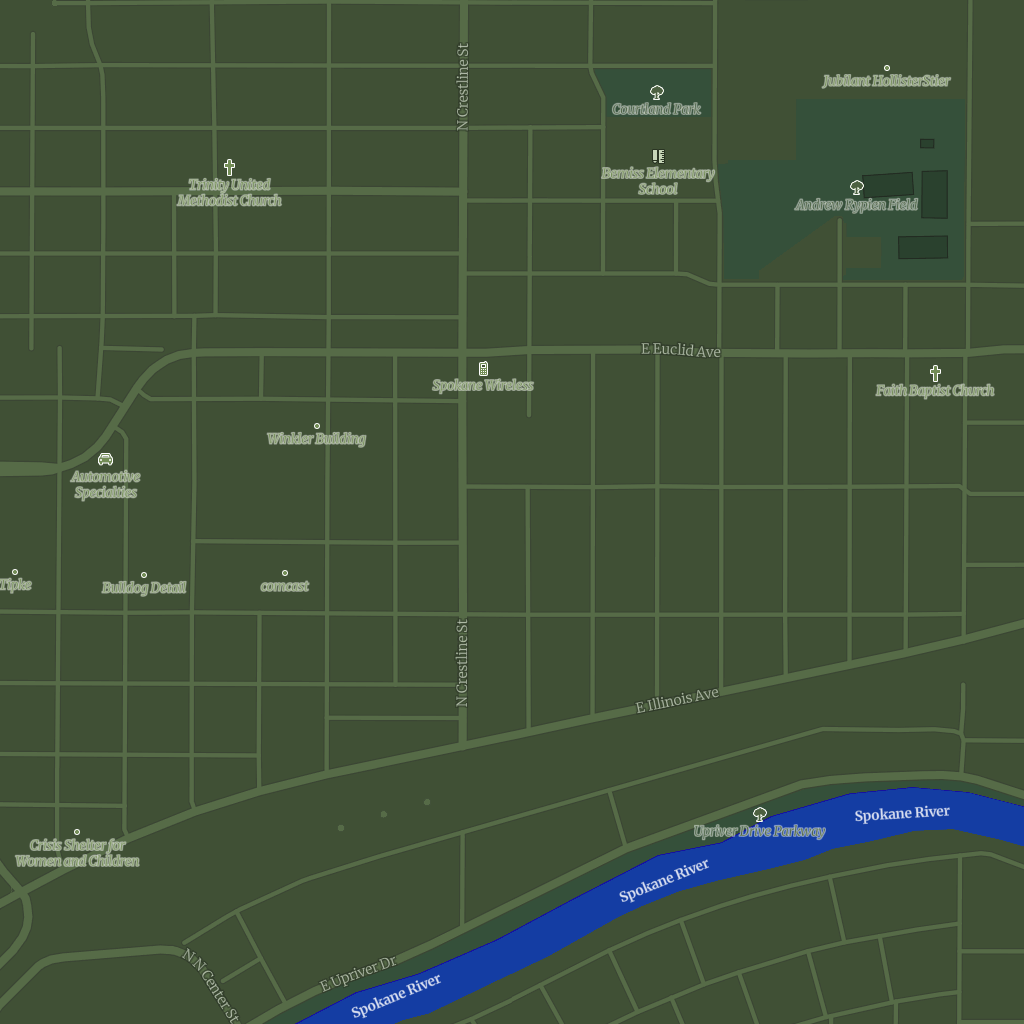 N Crestline St
Jubilant HollisterStier
Courtland Park
Bemiss Elementary
School
Trinity United
Methodist Church
Andrew Rypien Field
E Euclid Ave
Spokane Wireless
Faith Baptist Church
Winkler Building
Automotive
Specialties
Tipke
Bulldog Detail
comcast
N Crestline St
E Illinois Ave
Spokane River
Upriver Drive Parkway
Crisis Shelter for
Women and Children
Spokane River
E Upriver Dr
N N Center St
Spokane River